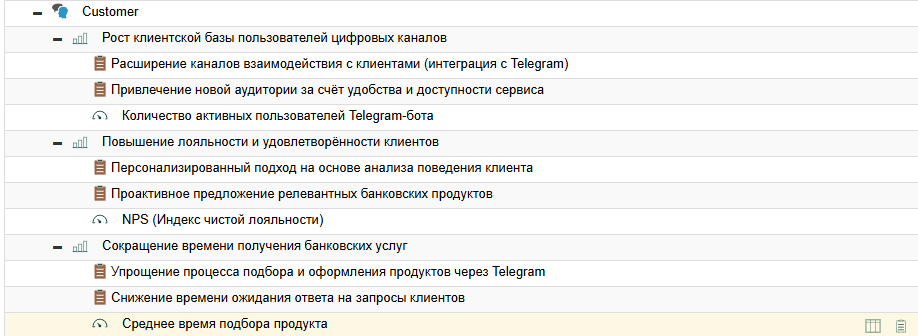 Customer
Рост клиентской базы пользователей цифровых каналов
Расширение каналов взаимодействия с клиентами (интеграция с Telegram)
Привлечение новой аудитории за счёт удобства и доступности сервиса
Количество активных пользователей Telegram-бота
Повышение лояльности и удовлетворённости клиентов
Персонализированный подход на основе анализа поведения клиента
Проактивное предложение релевантных банковских продуктов
NPS (Индекс чистой лояльности)
Сокращение времени получения банковских услуг
Упрощение процесса подбора и оформления продуктов через Telegram
Снижение времени ожидания ответа на запросы клиентов
Среднее время подбора продукта